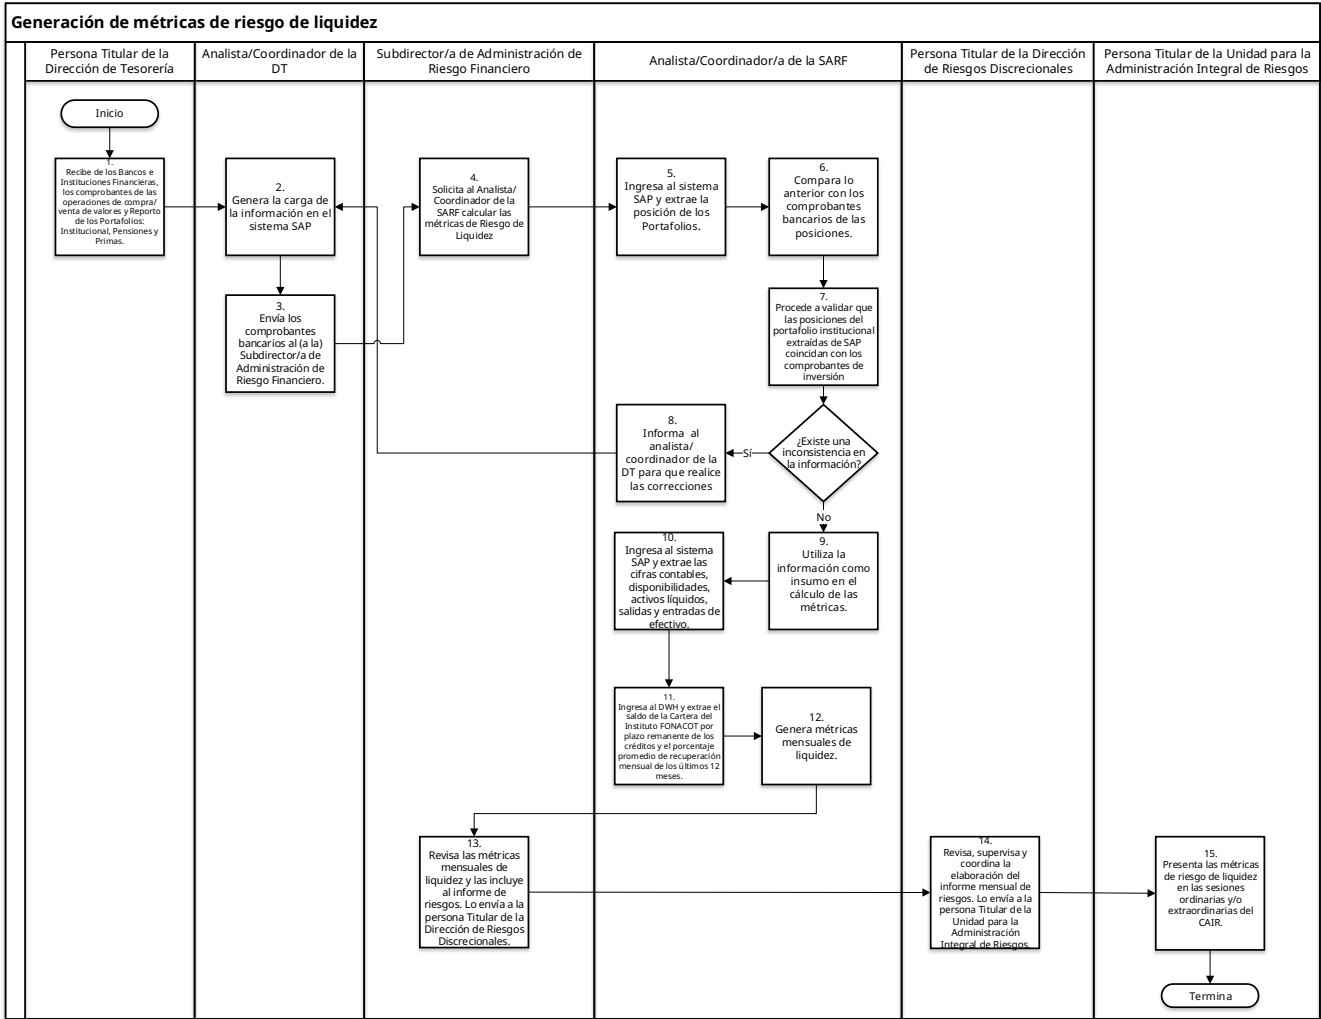 Generación de métricas de riesgo de liquidez
Persona Titular de la
Dirección de Tesorería
Analista/Coordinador de la
DT
Subdirector/a de Administración de
Riesgo Financiero
Analista/Coordinador/a de la SARF
Persona Titular de la Dirección
de Riesgos Discrecionales
Persona Titular de la Unidad para la
Administración Integral de Riesgos
Inicio
1.
Recibe de los Bancos e
Instituciones Financieras,
los comprobantes de las
operaciones de compra/
venta de valores y Reporto
de los Portafolios:
Institucional, Pensiones y
Primas.
2.
Genera la carga de
la información en el
sistema SAP
3.
Envía los
comprobantes
bancarios al (a la)
Subdirector/a de
Administración de
Riesgo Financiero.
4.
Solicita al Analista/
Coordinador de la
SARF calcular las
métricas de Riesgo de
Liquidez
5.
Ingresa al sistema
SAP y extrae la
posición de los
Portafolios.
6.
Compara lo
anterior con los
comprobantes
bancarios de las
posiciones.
7.
Procede a validar que
las posiciones del
portafolio institucional
extraídas de SAP
coincidan con los
comprobantes de
inversión
¿Existe una
inconsistencia en
la información?
Sí
No
8.
Informa  al
analista/
coordinador de la
DT para que realice
las correcciones
9.
Utiliza la
información como
insumo en el
cálculo de las
métricas.
10.
Ingresa al sistema
SAP y extrae las
cifras contables,
disponibilidades,
activos líquidos,
salidas y entradas de
efectivo.
11.
Ingresa al DWH y extrae el
saldo de la Cartera del
Instituto FONACOT por
plazo remanente de los
créditos y el porcentaje
promedio de recuperación
mensual de los últimos 12
meses.
12.
Genera métricas
mensuales de
liquidez.
13.
Revisa las métricas
mensuales de
liquidez y las incluye
al informe de
riesgos. Lo envía a la
persona Titular de la
Dirección de Riesgos
Discrecionales.
14.
Revisa, supervisa y
coordina la
elaboración del
informe mensual de
riesgos. Lo envía a la
persona Titular de la
Unidad para la
Administración
Integral de Riesgos.
15.
Presenta las métricas
de riesgo de liquidez
en las sesiones
ordinarias y/o
extraordinarias del
CAIR.
Termina